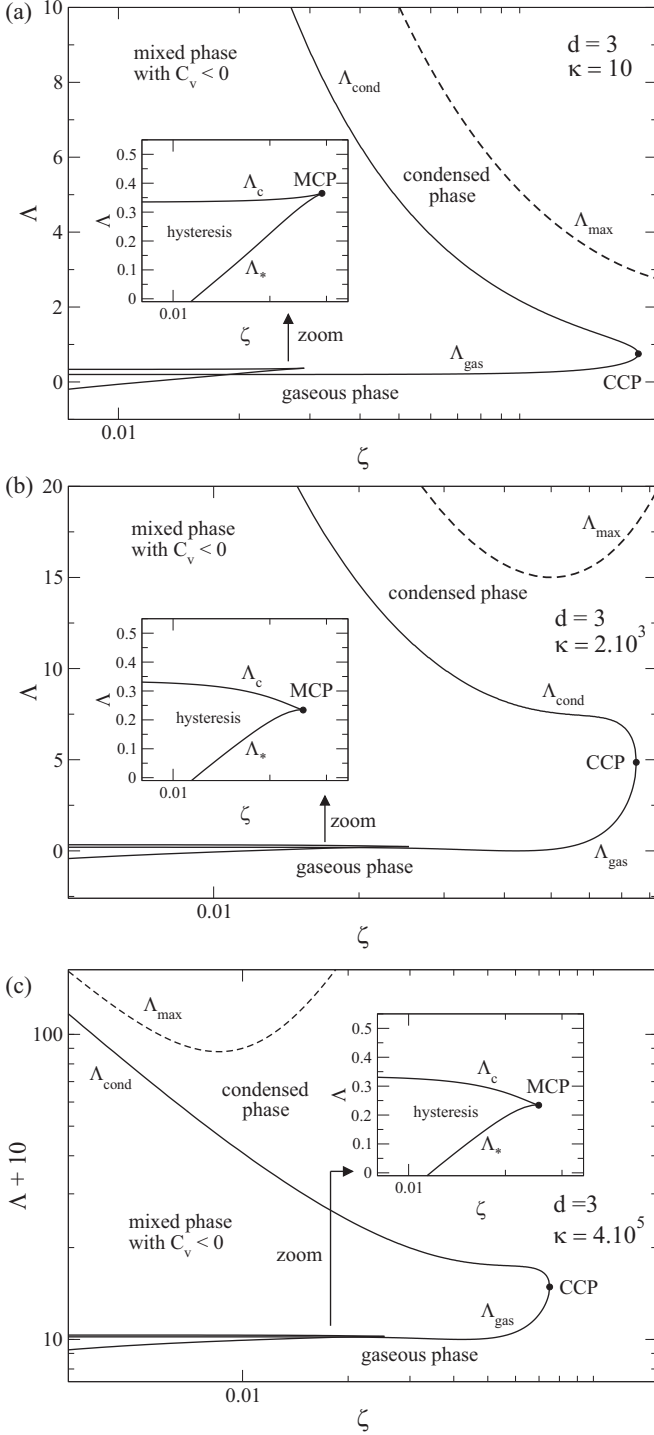 (a)
10
8
6
4
2
0
Λ
mixed phase
with C_v < 0
Λ_cond
d = 3
κ = 10
condensed
phase
Λ_max
0.5
0.4
0.3
0.2
0.1
0
Λ
Λ_c
MCP
hysteresis
Λ_*
0.01
ζ
zoom
Λ_gas
CCP
gaseous phase
0.01
ζ
(b)
20
15
10
5
0
Λ
mixed phase
with C_v < 0
Λ_max
condensed phase
d = 3
κ = 2.10^3
0.5
0.4
0.3
0.2
0.1
0
Λ
Λ_c
MCP
hysteresis
Λ_*
0.01
ζ
zoom
Λ_cond
CCP
Λ_gas
gaseous phase
0.01
ζ
(c)
100
10
Λ + 10
Λ_max
Λ_cond
condensed
phase
0.5
0.4
0.3
0.2
0.1
0
Λ
Λ_c
MCP
hysteresis
Λ_*
0.01
ζ
mixed phase
with C_v < 0
zoom
d =3
κ = 4.10^5
CCP
Λ_gas
gaseous phase
0.01
ζ